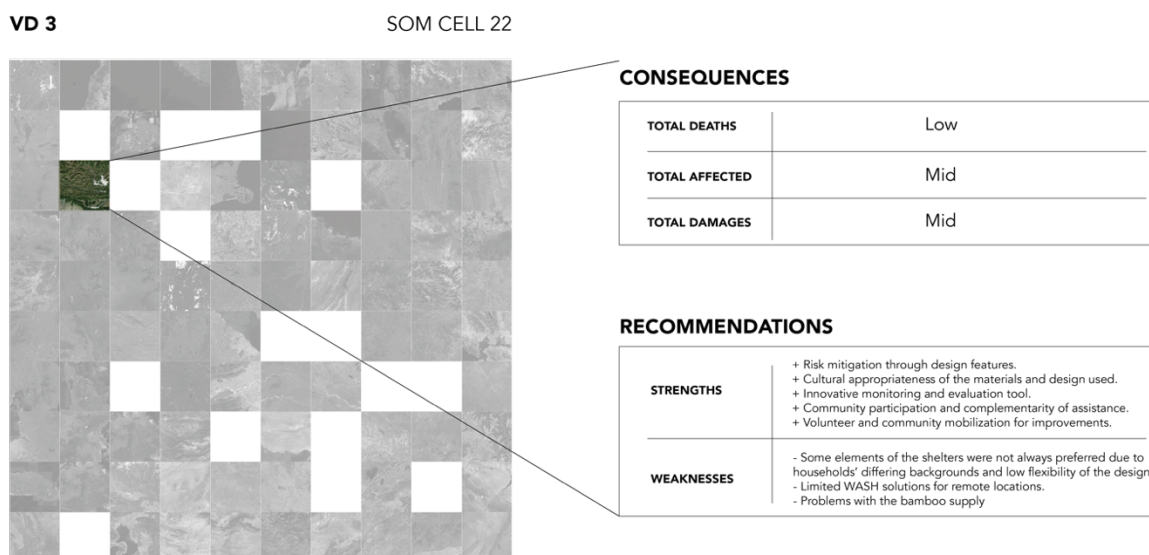 VD 3
SOM CELL 22
CONSEQUENCES
TOTAL DEATHS Low
TOTAL AFFECTED Mid
TOTAL DAMAGES Mid
RECOMMENDATIONS
STRENGTHS
+ Risk mitigation through design features.
+ Cultural appropriateness of the materials and design used.
+ Innovative monitoring and evaluation tool.
+ Community participation and complementarity of assistance.
+ Volunteer and community mobilization for improvements.
WEAKNESSES
- Some elements of the shelters were not always preferred due to
households' differing backgrounds and low flexibility of the design
- Limited WASH solutions for remote locations.
- Problems with the bamboo supply